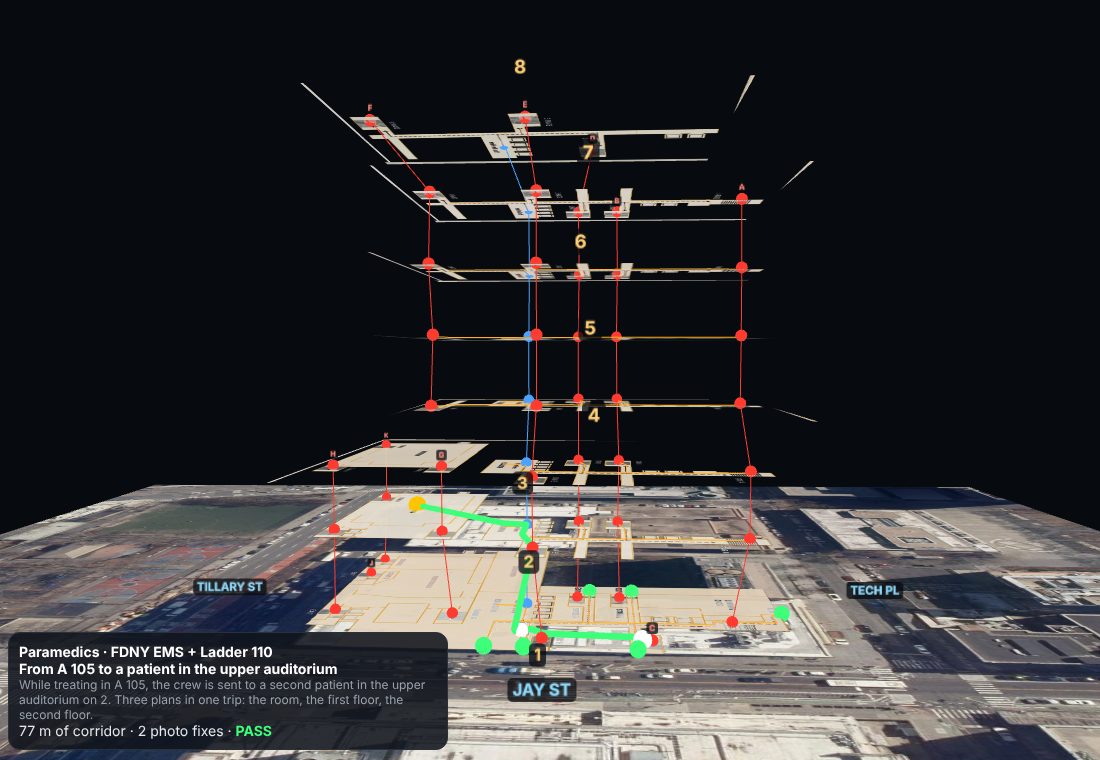 8
F
E
7
A
B
6
5
4
K
H
G
3
J
2
TILLARY ST
TECH PL
C
1
JAY ST
Paramedics · FDNY EMS + Ladder 110
From A 105 to a patient in the upper auditorium
While treating in A 105, the crew is sent to a second patient in the upper
auditorium on 2. Three plans in one trip: the room, the first floor, the
second floor.
77 m of corridor · 2 photo fixes · PASS